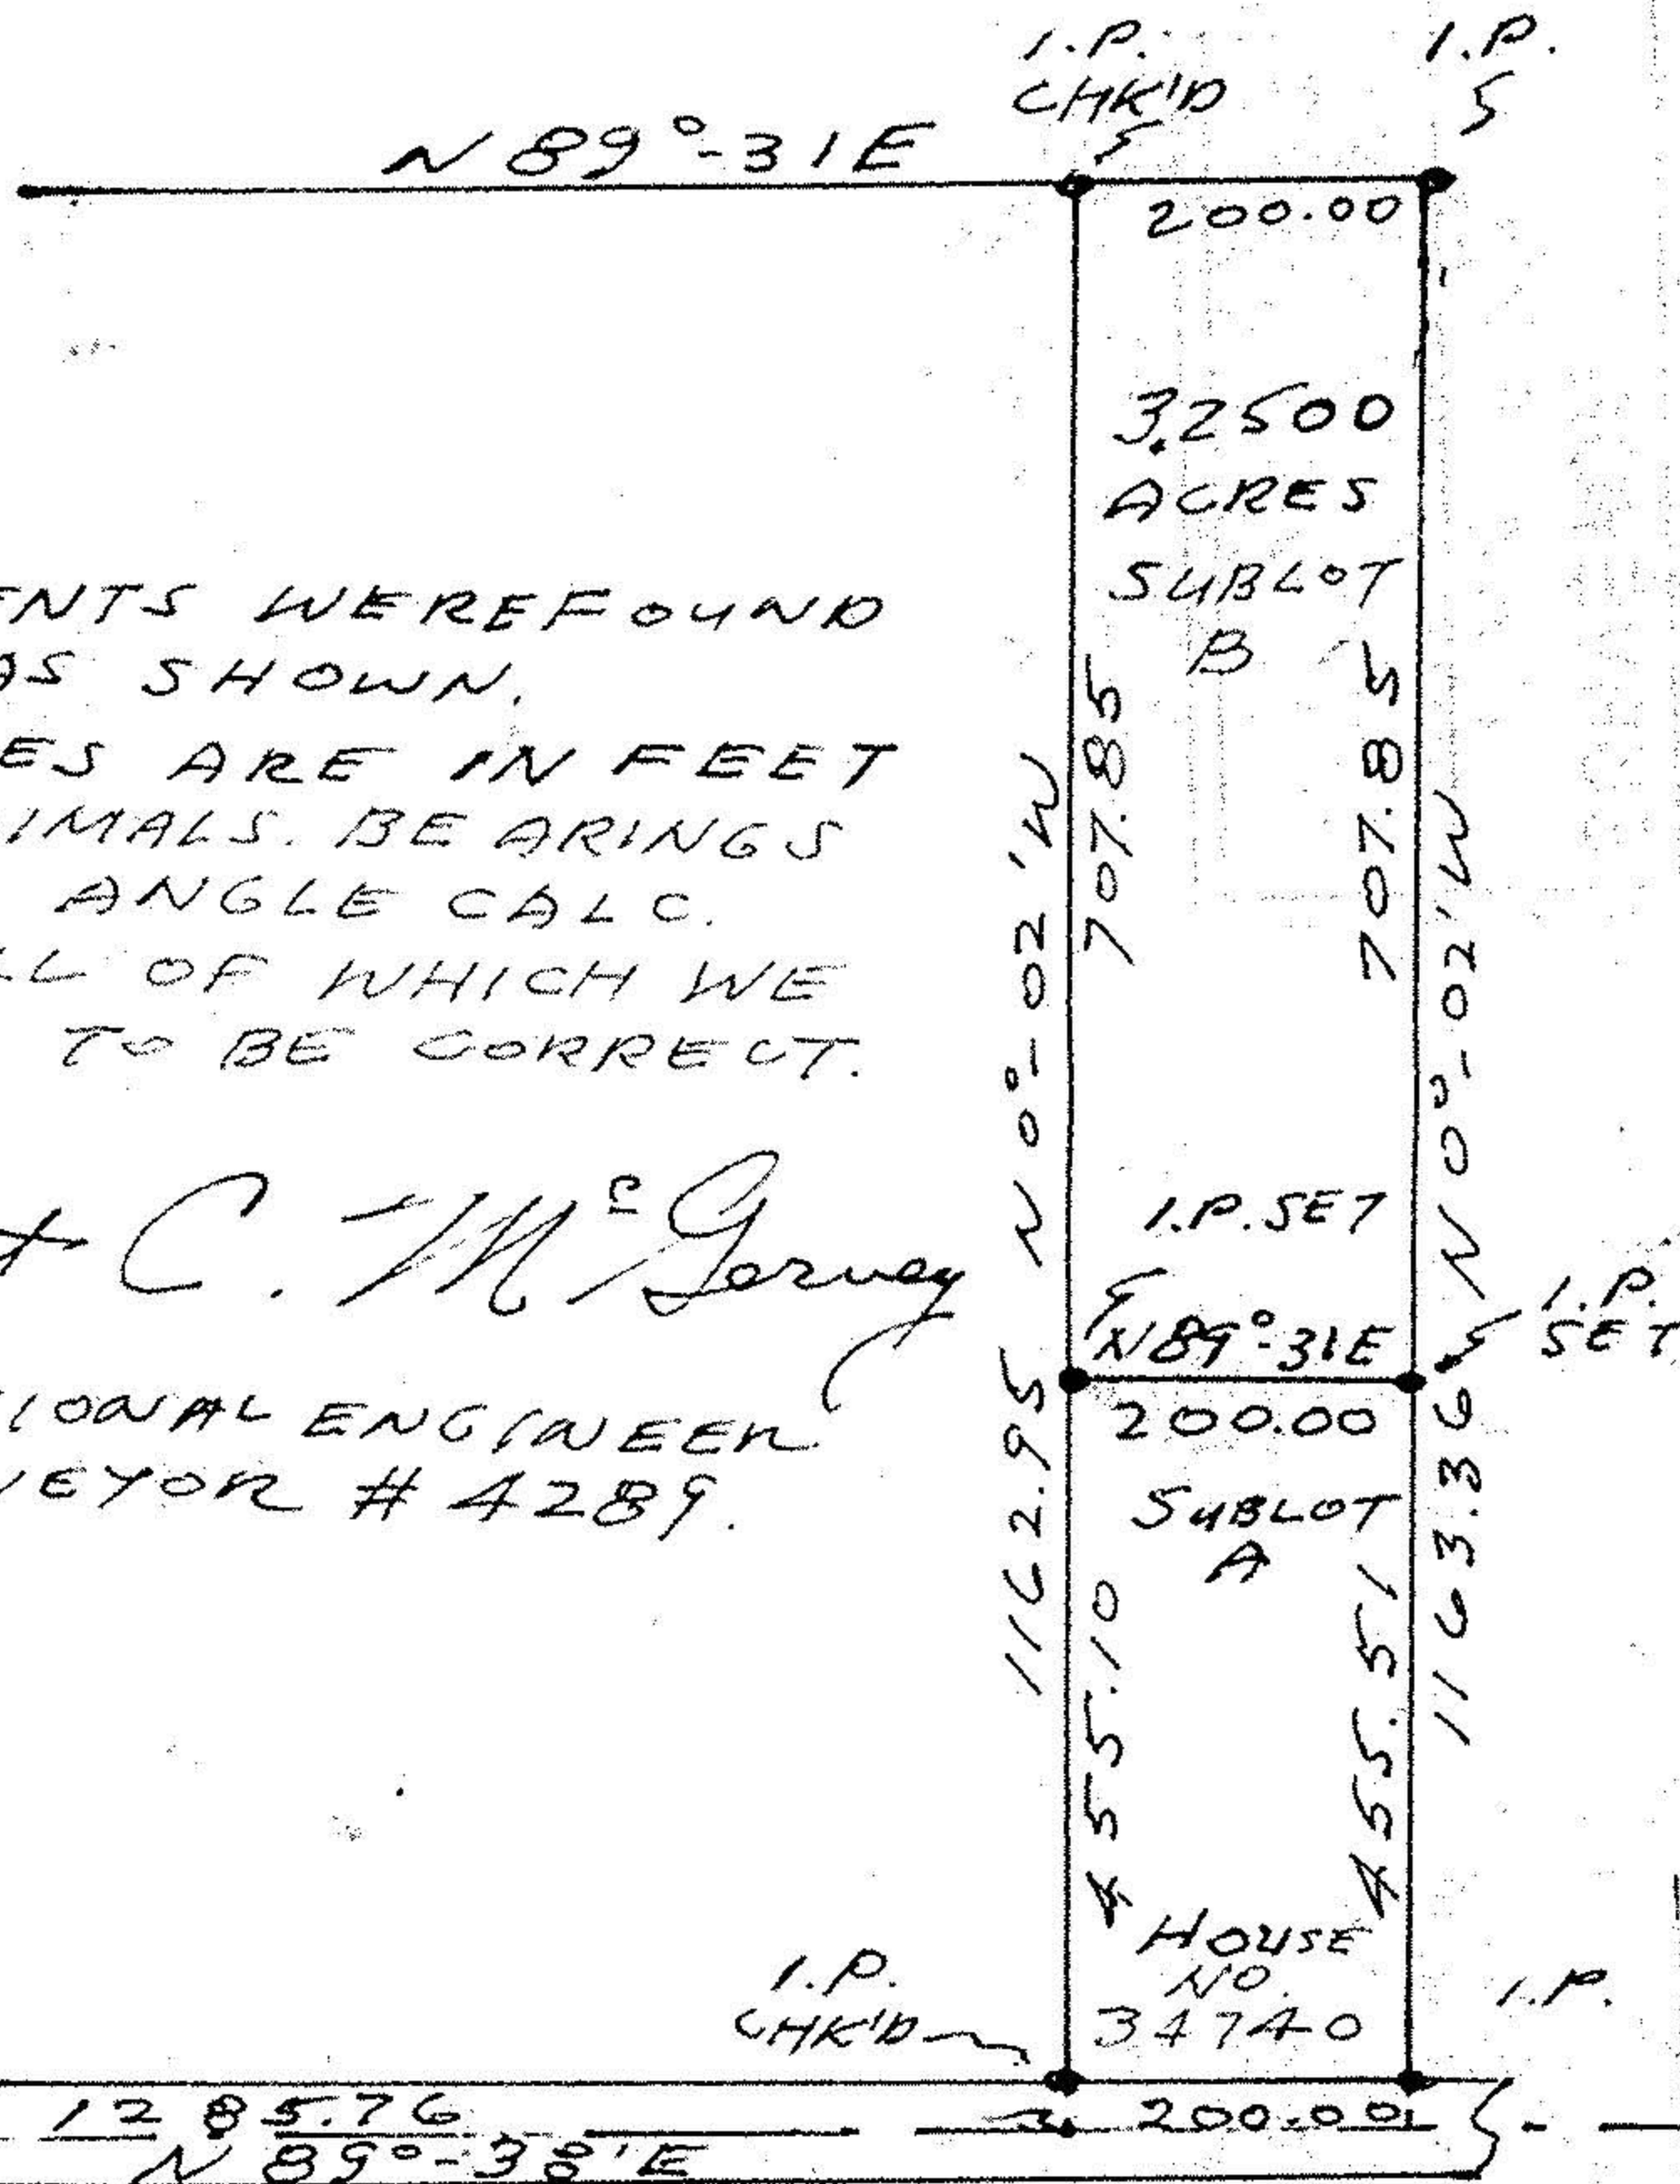 I.P.
CHK'D
I.P.
N 89°-31 E
200.00
3.2500
ACRES
SUBLOT
B
707.85
707.85
N 0°-02'W
N 0°-02'W
ENTS WERE FOUND
AS SHOWN.
ES ARE IN FEET
IMALS. BEARINGS
ANGLE CALC.
LL OF WHICH WE
TO BE CORRECT.
C. McGarvey
IONAL ENGINEER
VEYOR # 4289.
I.P. SET
I.P.
SET
N 89°-31 E
200.00
SUBLOT
A
1162.95
455.10
455.51
1163.36
HOUSE
NO.
34740
I.P.
CHK'D
I.P.
1285.76
200.00
N 89°-38'E